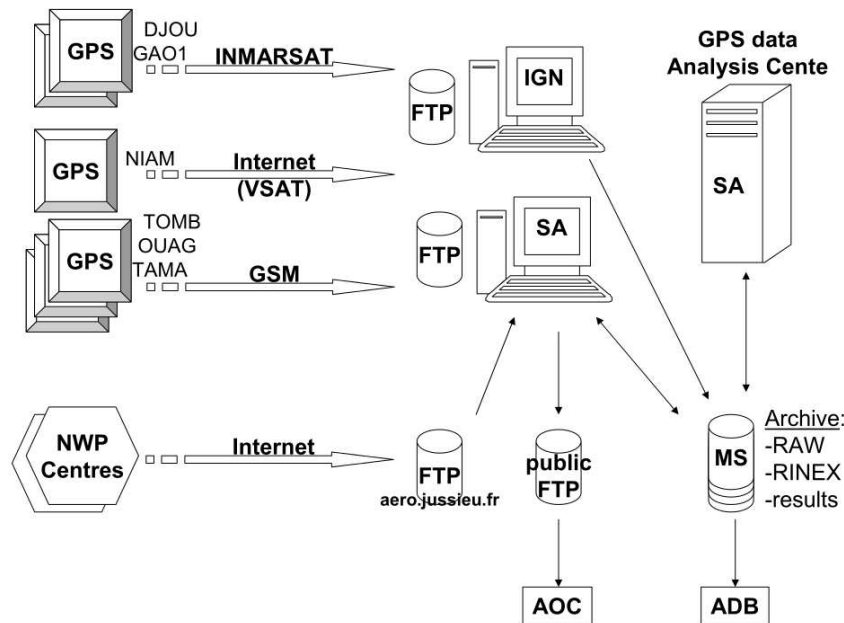 DJOU
GAO1
GPS
INMARSAT
FTP
IGN
GPS data
Analysis Cente
SA
NIAM
GPS
Internet
(VSAT)
TOMB
OUAG
TAMA
GPS
GSM
FTP
SA
NWP
Centres
Internet
FTP
aero.jussieu.fr
public
FTP
MS
Archive:
-RAW
-RINEX
-results
AOC
ADB